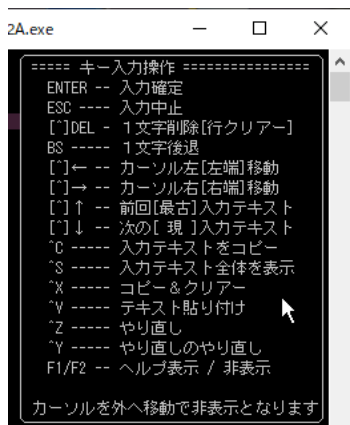 2A.exe
===== キー入力操作 ================
ENTER -- 入力確定
ESC ---- 入力中止
[^]DEL - 1文字削除[行クリアー]
BS ----- 1文字後退
[^]← -- カーソル左[左端]移動
[^]→ -- カーソル右[右端]移動
[^]↑ -- 前回[最古]入力テキスト
[^]↓ -- 次の[ 現 ]入力テキスト
^C ----- 入力テキストをコピー
^S ----- 入力テキスト全体を表示
^X ----- コピー&クリアー
^V ----- テキスト貼り付け
^Z ----- やり直し
^Y ----- やり直しのやり直し
F1/F2 -- ヘルプ表示 / 非表示
カーソルを外へ移動で非表示となります